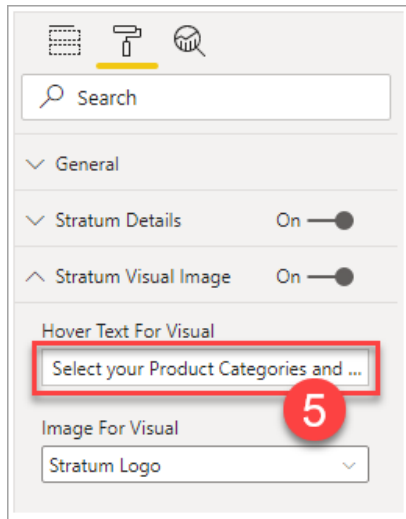 Search
General
Stratum Details On
Stratum Visual Image On
Hover Text For Visual
Select your Product Categories and ...
5
Image For Visual
Stratum Logo